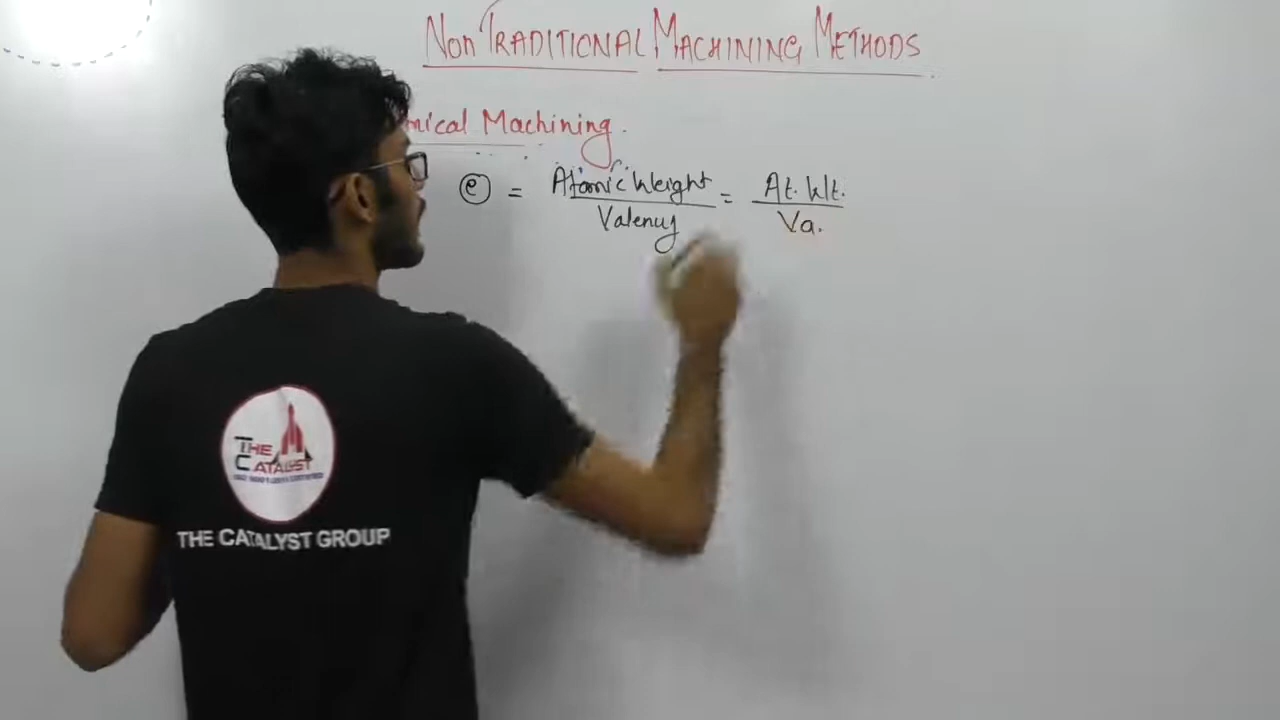 NON TRADITIONAL MACHINING METHODS
mical Machining.
e = Atomic Weight / Valency = At. Wt. / Va.
THE
CATALYST
THE CATALYST GROUP